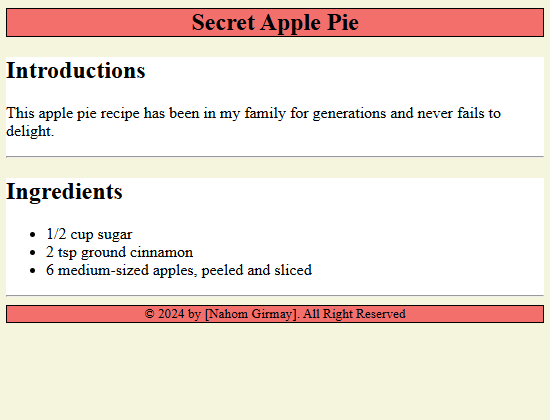 Secret Apple Pie
Introductions
This apple pie recipe has been in my family for generations and never fails to
delight.
Ingredients
• 1/2 cup sugar
• 2 tsp ground cinnamon
• 6 medium-sized apples, peeled and sliced
© 2024 by [Nahom Girmay]. All Right Reserved